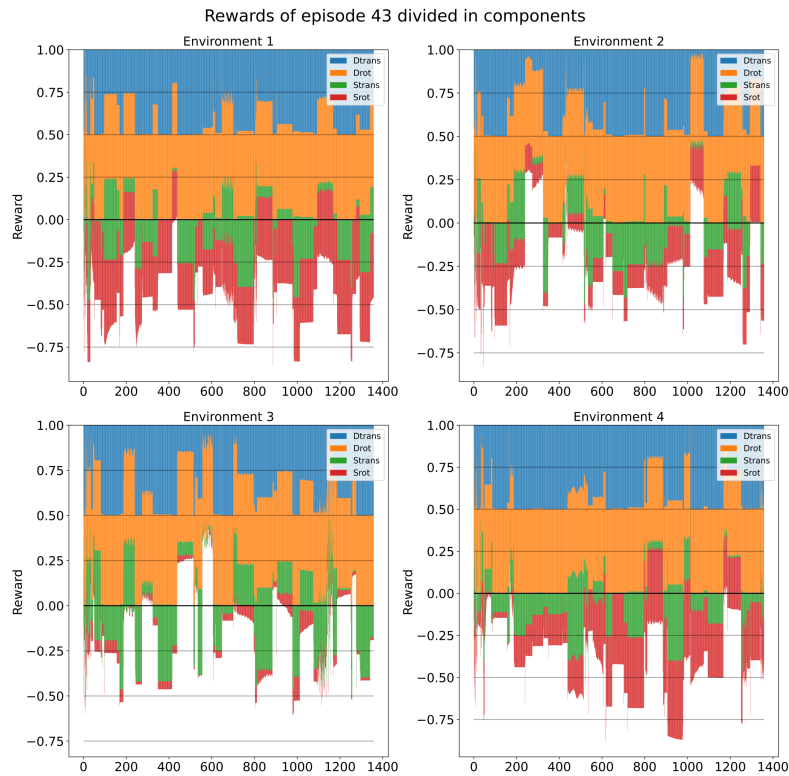 Rewards of episode 43 divided in components
Environment 1
Reward
1.00
0.75
0.50
0.25
0.00
−0.25
−0.50
−0.75
0 200 400 600 800 1000 1200 1400
Dtrans
Drot
Strans
Srot
Environment 2
Reward
1.00
0.75
0.50
0.25
0.00
−0.25
−0.50
−0.75
0 200 400 600 800 1000 1200 1400
Dtrans
Drot
Strans
Srot
Environment 3
Reward
1.00
0.75
0.50
0.25
0.00
−0.25
−0.50
−0.75
0 200 400 600 800 1000 1200 1400
Dtrans
Drot
Strans
Srot
Environment 4
Reward
1.00
0.75
0.50
0.25
0.00
−0.25
−0.50
−0.75
0 200 400 600 800 1000 1200 1400
Dtrans
Drot
Strans
Srot